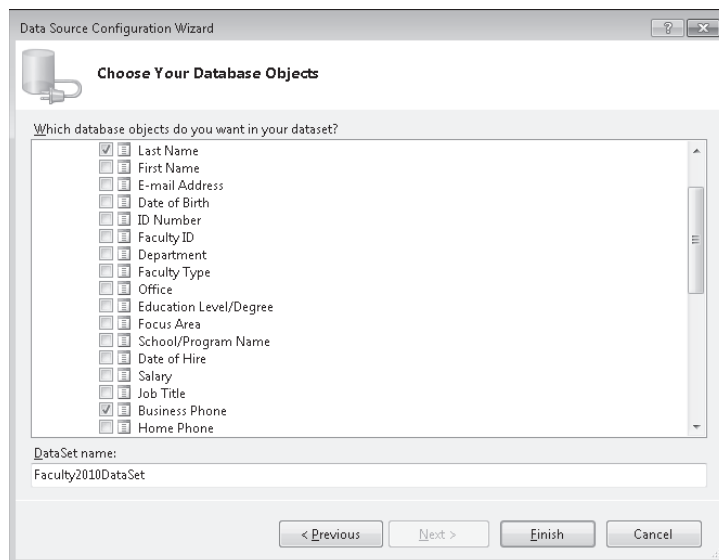 Data Source Configuration Wizard
Choose Your Database Objects
Which database objects do you want in your dataset?
Last Name
First Name
E-mail Address
Date of Birth
ID Number
Faculty ID
Department
Faculty Type
Office
Education Level/Degree
Focus Area
School/Program Name
Date of Hire
Salary
Job Title
Business Phone
Home Phone
DataSet name:
Faculty2010DataSet
< Previous
Next >
Finish
Cancel